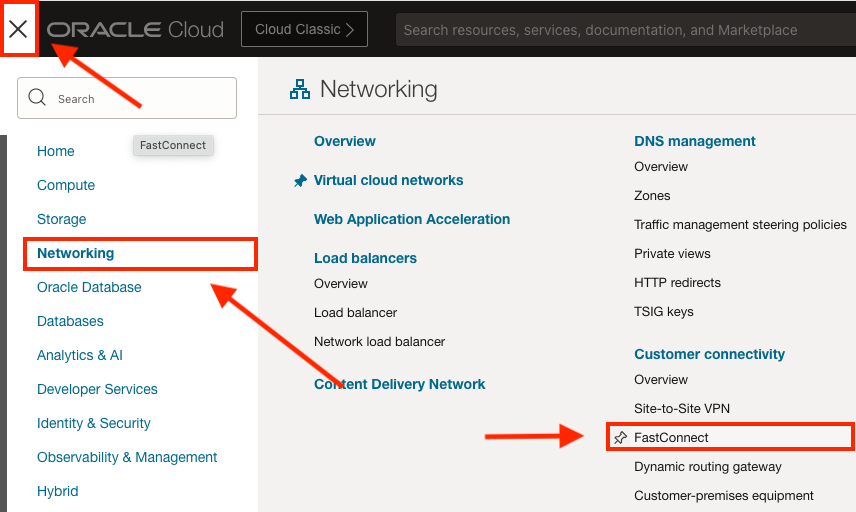 ORACLE Cloud
Cloud Classic
Search resources, services, documentation, and Marketplace
Search
FastConnect
Home
Compute
Storage
Networking
Oracle Database
Databases
Analytics & AI
Developer Services
Identity & Security
Observability & Management
Hybrid
Networking
Overview
Virtual cloud networks
Web Application Acceleration
Load balancers
Overview
Load balancer
Network load balancer
Content Delivery Network
DNS management
Overview
Zones
Traffic management steering policies
Private views
HTTP redirects
TSIG keys
Customer connectivity
Overview
Site-to-Site VPN
FastConnect
Dynamic routing gateway
Customer-premises equipment